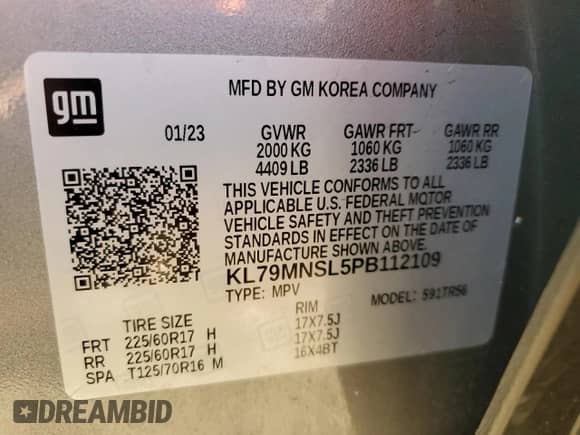 gm
MFD BY GM KOREA COMPANY
01/23 GVWR GAWR FRT GAWR RR
2000 KG 1060 KG 1060 KG
4409 LB 2336 LB 2336 LB
THIS VEHICLE CONFORMS TO ALL
APPLICABLE U.S. FEDERAL MOTOR
VEHICLE SAFETY AND THEFT PREVENTION
STANDARDS IN EFFECT ON THE DATE OF
MANUFACTURE SHOWN ABOVE.
KL79MNSL5PB112109
TYPE: MPV MODEL: 591TR56
TIRE SIZE RIM
FRT 225/60R17 H 17X7.5J
RR 225/60R17 H 17X7.5J
SPA T125/70R16 M 16X4BT
DREAMBID